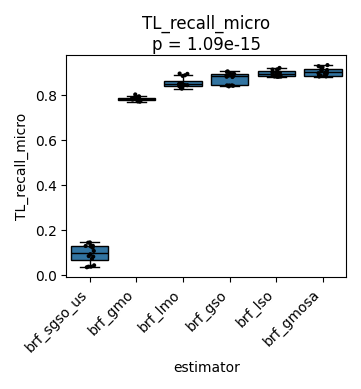 TL_recall_micro
p = 1.09e-15
TL_recall_micro
0.8
0.6
0.4
0.2
0.0
brf_sgso_us
brf_gmo
brf_lmo
brf_gso
brf_lso
brf_gmosa
estimator